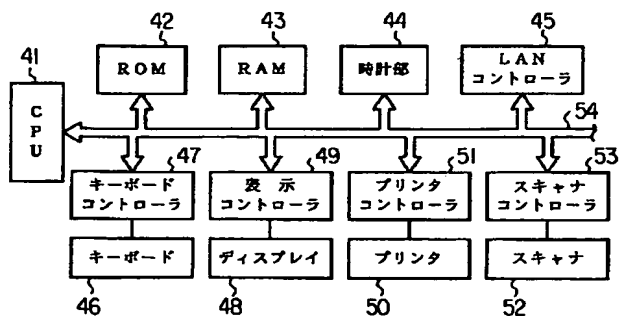 42
43
44
45
41
ROM
RAM
時計部
LAN
コントローラ
CPU
54
47
49
51
53
キーボード
コントローラ
表示
コントローラ
プリンタ
コントローラ
スキャナ
コントローラ
キーボード
ディスプレイ
プリンタ
スキャナ
46
48
50
52